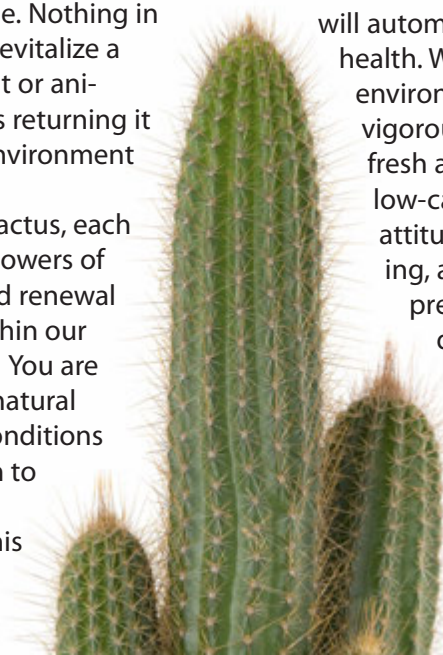 e. Nothing in
evitalize a
t or ani-
s returning it
nvironment
actus, each
owers of
d renewal
hin our
You are
natural
onditions
n to
his
will autom
health. W
environ
vigorou
fresh a
low-ca
attitu
ing, a
pre